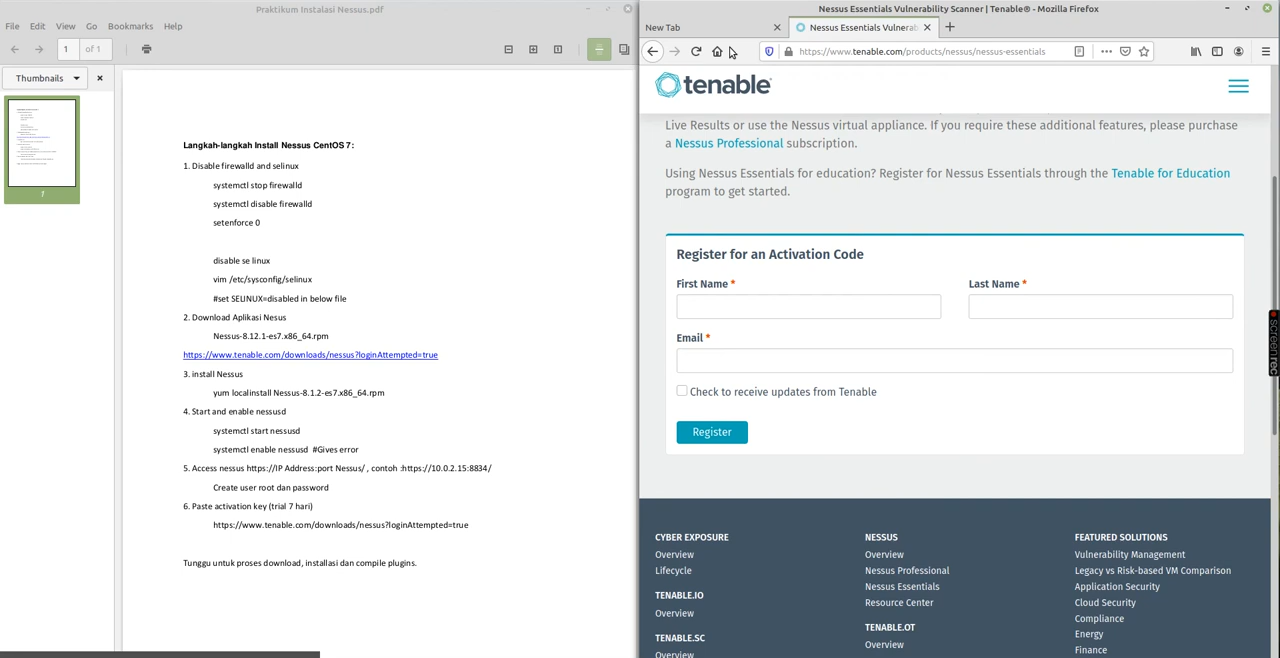 Praktikum Instalasi Nessus.pdf
File Edit View Go Bookmarks Help
1 of 1
Thumbnails
1
Langkah-langkah Install Nessus CentOS 7:
1. Disable firewalld and selinux
systemctl stop firewalld
systemctl disable firewalld
setenforce 0
disable se linux
vim /etc/sysconfig/selinux
#set SELINUX=disabled in below file
2. Download Aplikasi Nesus
Nessus-8.12.1-es7.x86_64.rpm
https://www.tenable.com/downloads/nessus?loginAttempted=true
3. install Nessus
yum localinstall Nessus-8.1.2-es7.x86_64.rpm
4. Start and enable nessusd
systemctl start nessusd
systemctl enable nessusd #Gives error
5. Access nessus https://IP Address:port Nessus/ , contoh :https://10.0.2.15:8834/
Create user root dan password
6. Paste activation key (trial 7 hari)
https://www.tenable.com/downloads/nessus?loginAttempted=true
Tunggu untuk proses download, installasi dan compile plugins.
Nessus Essentials Vulnerability Scanner | Tenable® - Mozilla Firefox
New Tab
Nessus Essentials Vulnerab
https://www.tenable.com/products/nessus/nessus-essentials
tenable
Live Results or use the Nessus virtual appliance. If you require these additional features, please purchase
a Nessus Professional subscription.
Using Nessus Essentials for education? Register for Nessus Essentials through the Tenable for Education
program to get started.
Register for an Activation Code
First Name *
Last Name *
Email *
Check to receive updates from Tenable
Register
CYBER EXPOSURE
Overview
Lifecycle
TENABLE.IO
Overview
TENABLE.SC
Overview
NESSUS
Overview
Nessus Professional
Nessus Essentials
Resource Center
TENABLE.OT
Overview
FEATURED SOLUTIONS
Vulnerability Management
Legacy vs Risk-based VM Comparison
Application Security
Cloud Security
Compliance
Energy
Finance
screenrec